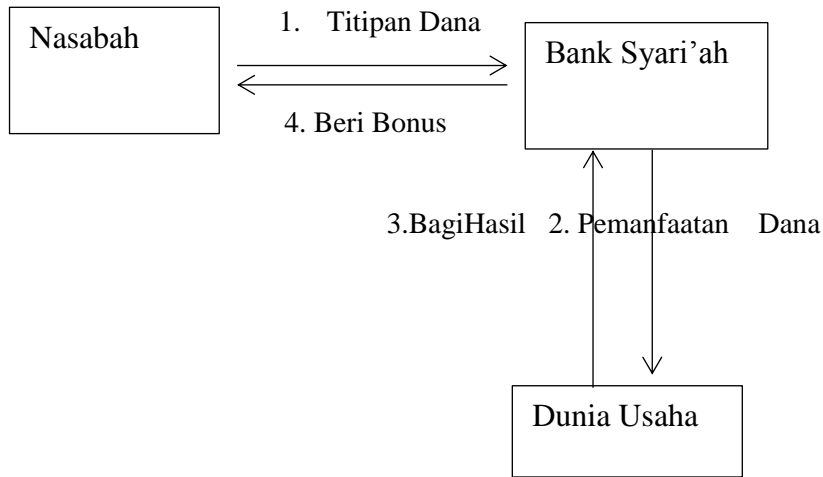 Nasabah
1. Titipan Dana
Bank Syari’ah
4. Beri Bonus
3.BagiHasil 2. Pemanfaatan Dana
Dunia Usaha